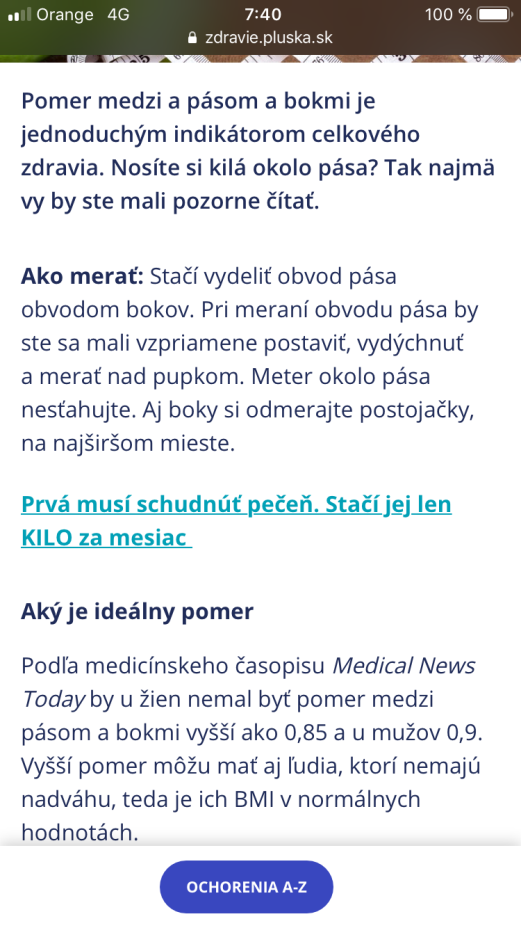 Orange 4G 7:40 100 %
zdravie.pluska.sk
Pomer medzi a pásom a bokmi je
jednoduchým indikátorom celkového
zdravia. Nosíte si kilá okolo pása? Tak najmä
vy by ste mali pozorne čítať.
Ako merať: Stačí vydeliť obvod pása
obvodom bokov. Pri meraní obvodu pása by
ste sa mali vzpriamene postaviť, vydýchnuť
a merať nad pupkom. Meter okolo pása
nesťahujte. Aj boky si odmerajte postojačky,
na najširšom mieste.
Prvá musí schudnúť pečeň. Stačí jej len
KILO za mesiac
Aký je ideálny pomer
Podľa medicínskeho časopisu Medical News
Today by u žien nemal byť pomer medzi
pásom a bokmi vyšší ako 0,85 a u mužov 0,9.
Vyšší pomer môžu mať aj ľudia, ktorí nemajú
nadváhu, teda je ich BMI v normálnych
hodnotách.
OCHORENIA A-Z